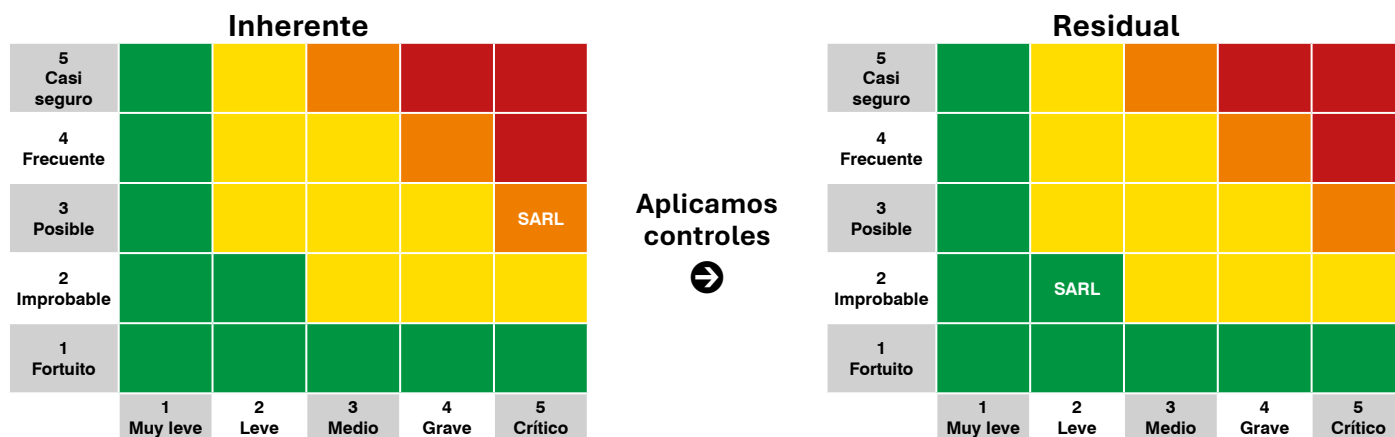 Inherente
5
Casi
seguro
4
Frecuente
3
Posible
SARL
2
Improbable
1
Fortuito
1
Muy leve
2
Leve
3
Medio
4
Grave
5
Crítico
Aplicamos
controles
Residual
5
Casi
seguro
4
Frecuente
3
Posible
2
Improbable
SARL
1
Fortuito
1
Muy leve
2
Leve
3
Medio
4
Grave
5
Crítico